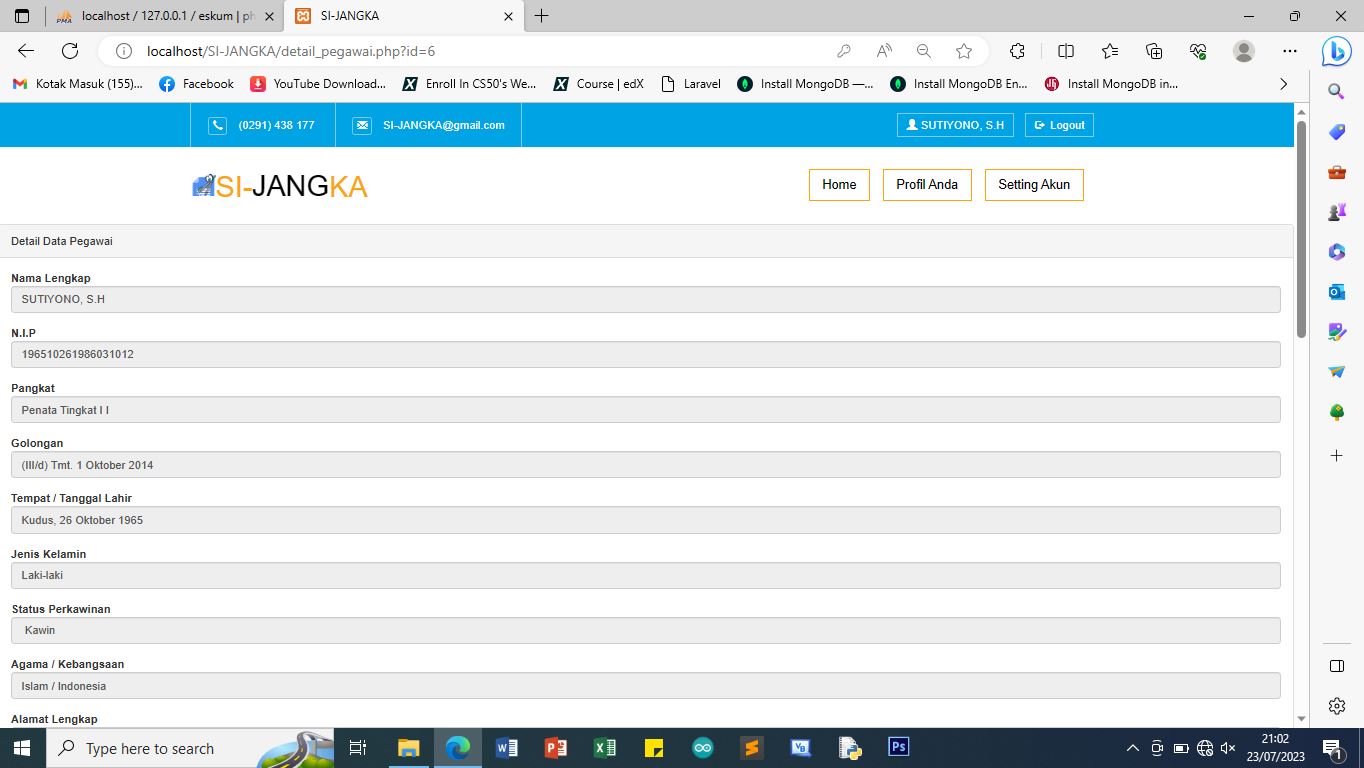 localhost / 127.0.0.1 / eskum | ph
SI-JANGKA
localhost/SI-JANGKA/detail_pegawai.php?id=6
Kotak Masuk (155)...
Facebook
YouTube Download...
Enroll In CS50's We...
Course | edX
Laravel
Install MongoDB —...
Install MongoDB En...
Install MongoDB in...
(0291) 438 177
SI-JANGKA@gmail.com
SUTIYONO, S.H
Logout
SI-JANGKA
Home
Profil Anda
Setting Akun
Detail Data Pegawai
Nama Lengkap
SUTIYONO, S.H
N.I.P
196510261986031012
Pangkat
Penata Tingkat I I
Golongan
(III/d) Tmt. 1 Oktober 2014
Tempat / Tanggal Lahir
Kudus, 26 Oktober 1965
Jenis Kelamin
Laki-laki
Status Perkawinan
Kawin
Agama / Kebangsaan
Islam / Indonesia
Alamat Lengkap
Type here to search
21:02
23/07/2023